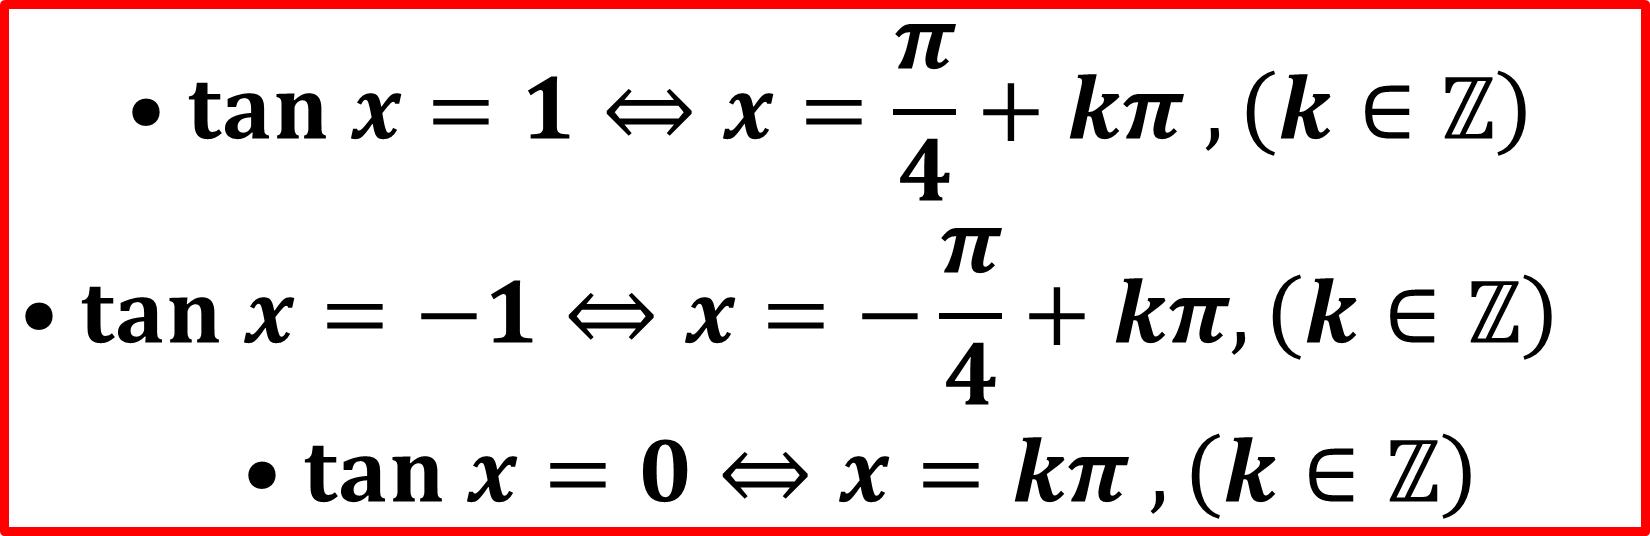 • tan x = 1 ⟺ x = π/4 + kπ , (k ∈ ℤ)
• tan x = −1 ⟺ x = −π/4 + kπ, (k ∈ ℤ)
• tan x = 0 ⟺ x = kπ , (k ∈ ℤ)